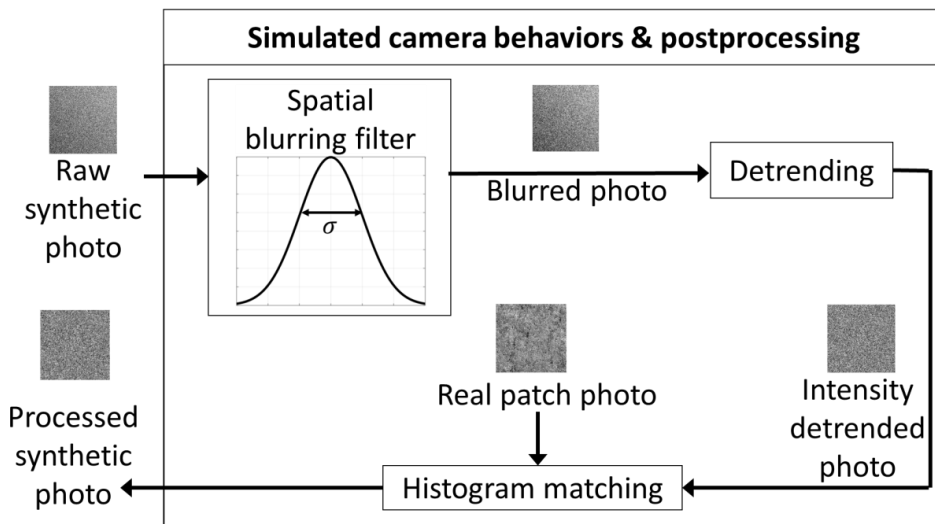 Simulated camera behaviors & postprocessing
Raw
synthetic
photo
Spatial
blurring filter
σ
Blurred photo
Detrending
Intensity
detrended
photo
Real patch photo
Histogram matching
Processed
synthetic
photo